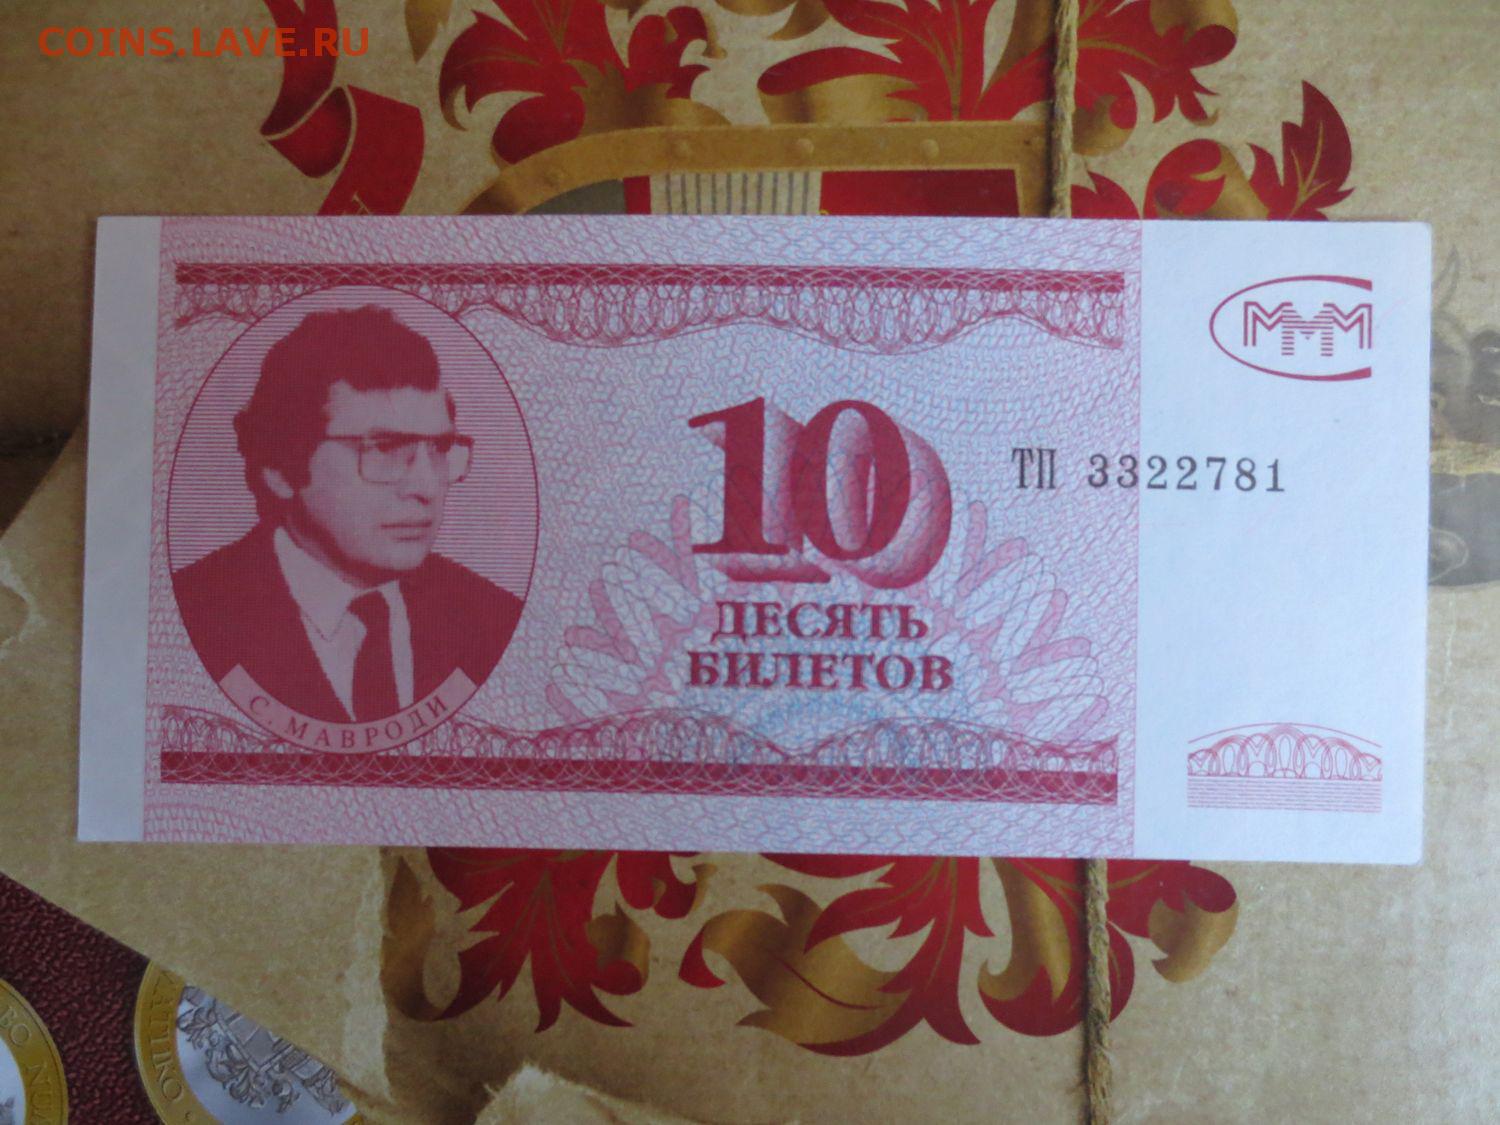 COINS.LAVE.RU
МММ
10
ТП 3322781
ДЕСЯТЬ
БИЛЕТОВ
С. МАВРОДИ